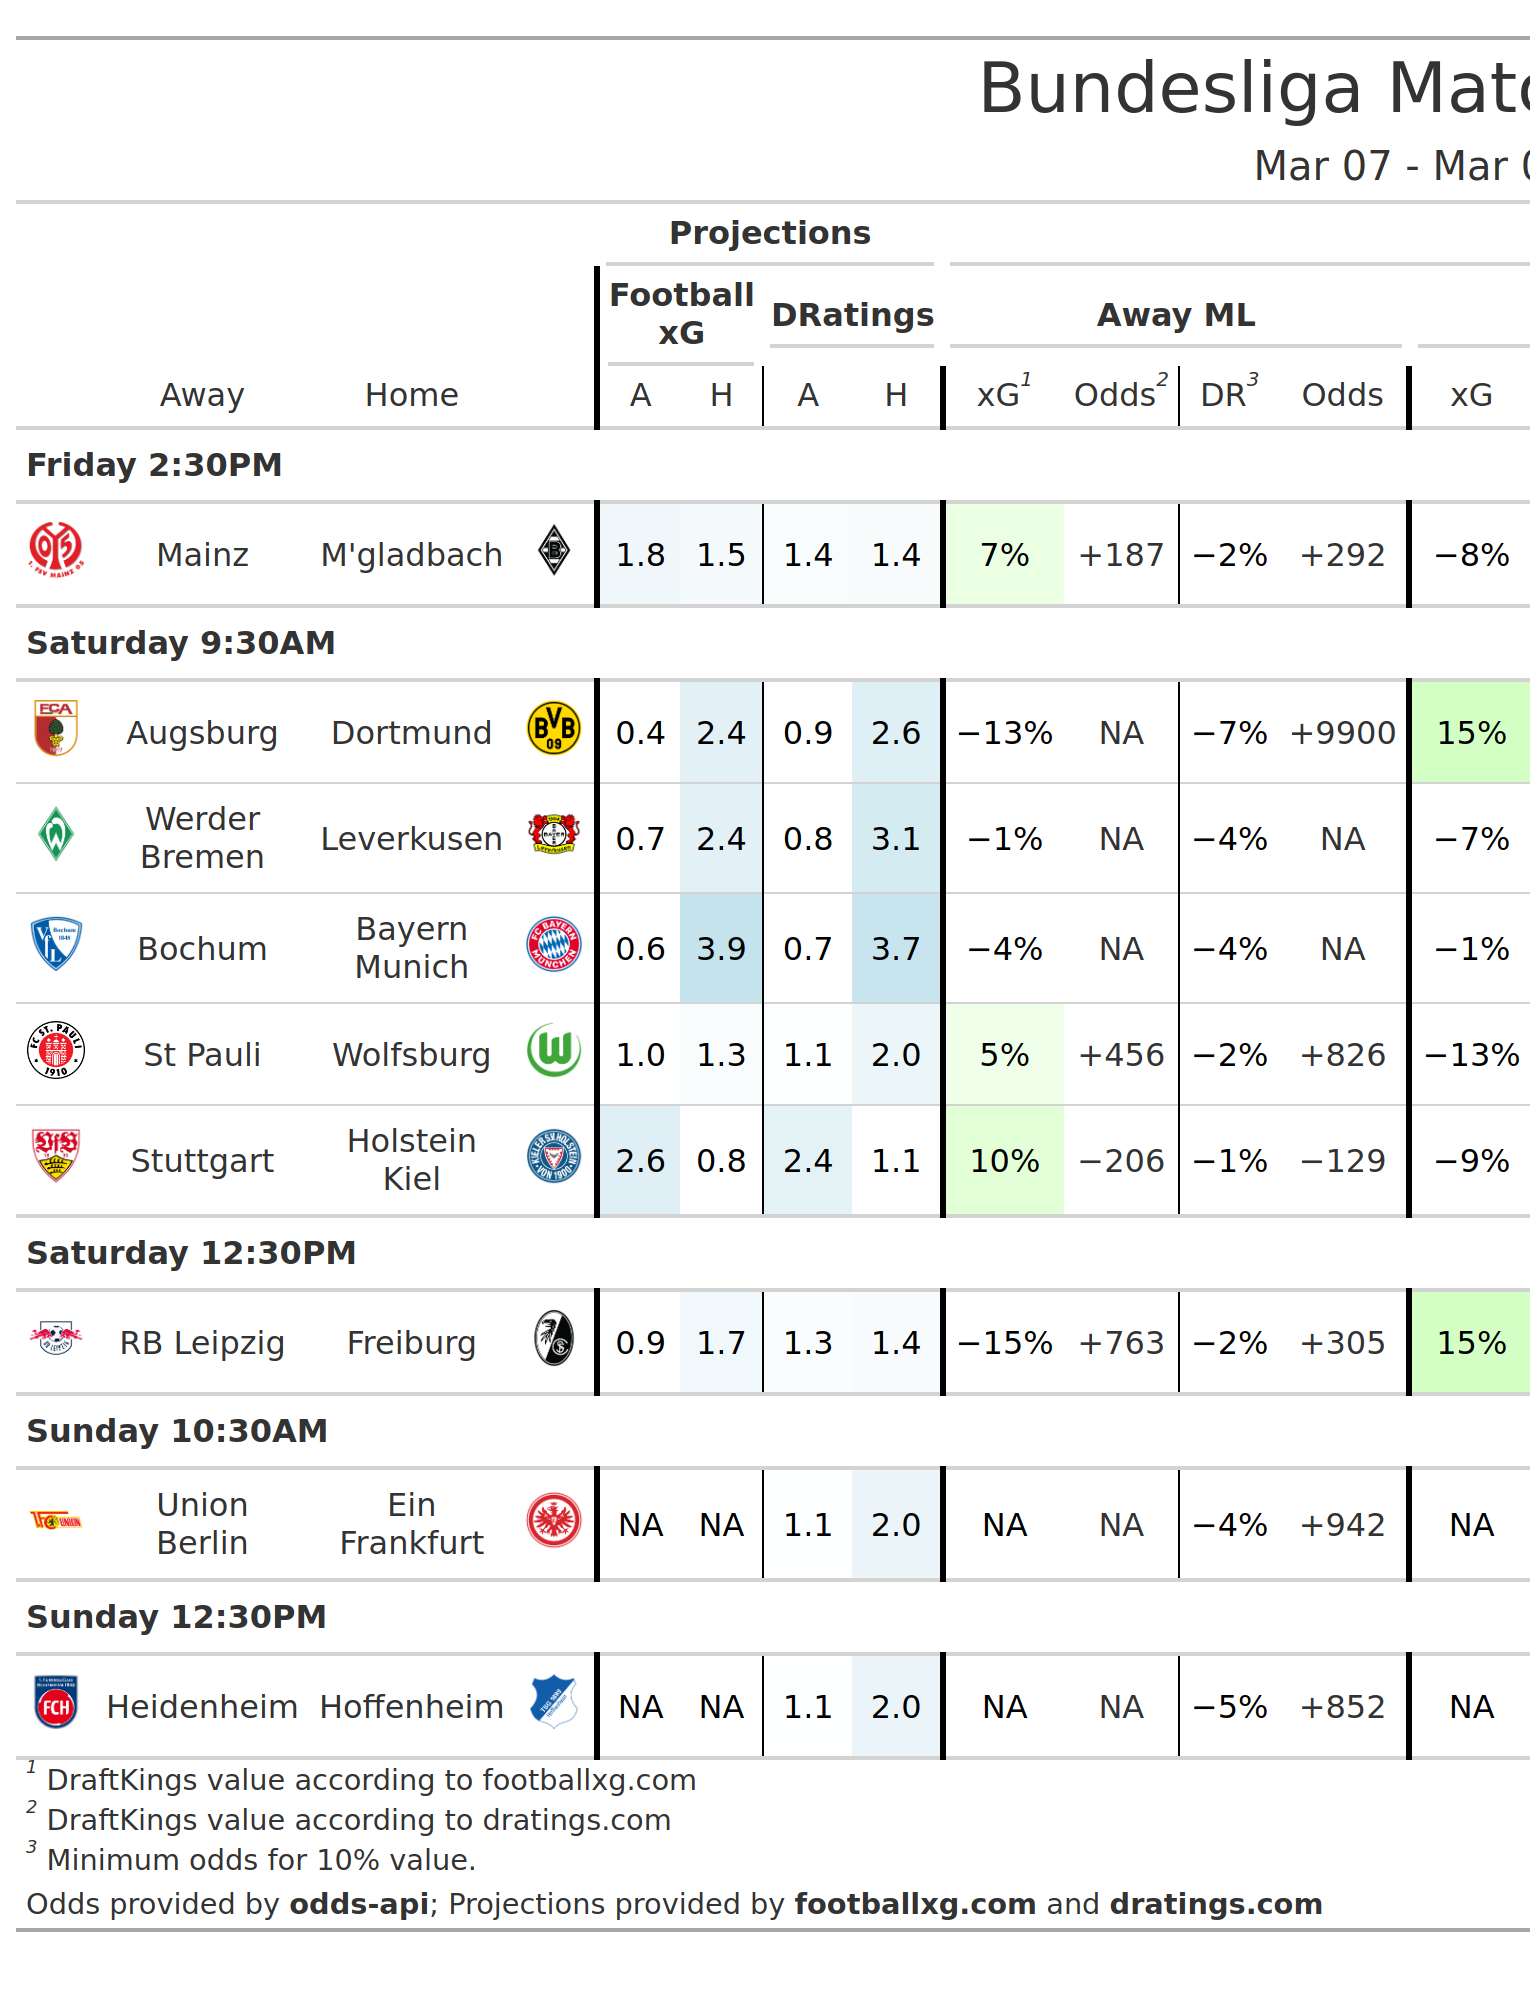 Bundesliga Matc
Mar 07 - Mar 0
Projections
Football xG DRatings Away ML
Away Home A H A H xG1 Odds2 DR3 Odds xG
Friday 2:30PM
Mainz M'gladbach 1.8 1.5 1.4 1.4 7% +187 −2% +292 −8%
Saturday 9:30AM
Augsburg Dortmund 0.4 2.4 0.9 2.6 −13% NA −7% +9900 15%
Werder Bremen Leverkusen 0.7 2.4 0.8 3.1 −1% NA −4% NA −7%
Bochum Bayern Munich 0.6 3.9 0.7 3.7 −4% NA −4% NA −1%
St Pauli Wolfsburg 1.0 1.3 1.1 2.0 5% +456 −2% +826 −13%
Stuttgart Holstein Kiel 2.6 0.8 2.4 1.1 10% −206 −1% −129 −9%
Saturday 12:30PM
RB Leipzig Freiburg 0.9 1.7 1.3 1.4 −15% +763 −2% +305 15%
Sunday 10:30AM
Union Berlin Ein Frankfurt NA NA 1.1 2.0 NA NA −4% +942 NA
Sunday 12:30PM
Heidenheim Hoffenheim NA NA 1.1 2.0 NA NA −5% +852 NA
1 DraftKings value according to footballxg.com
2 DraftKings value according to dratings.com
3 Minimum odds for 10% value.
Odds provided by odds-api; Projections provided by footballxg.com and dratings.com